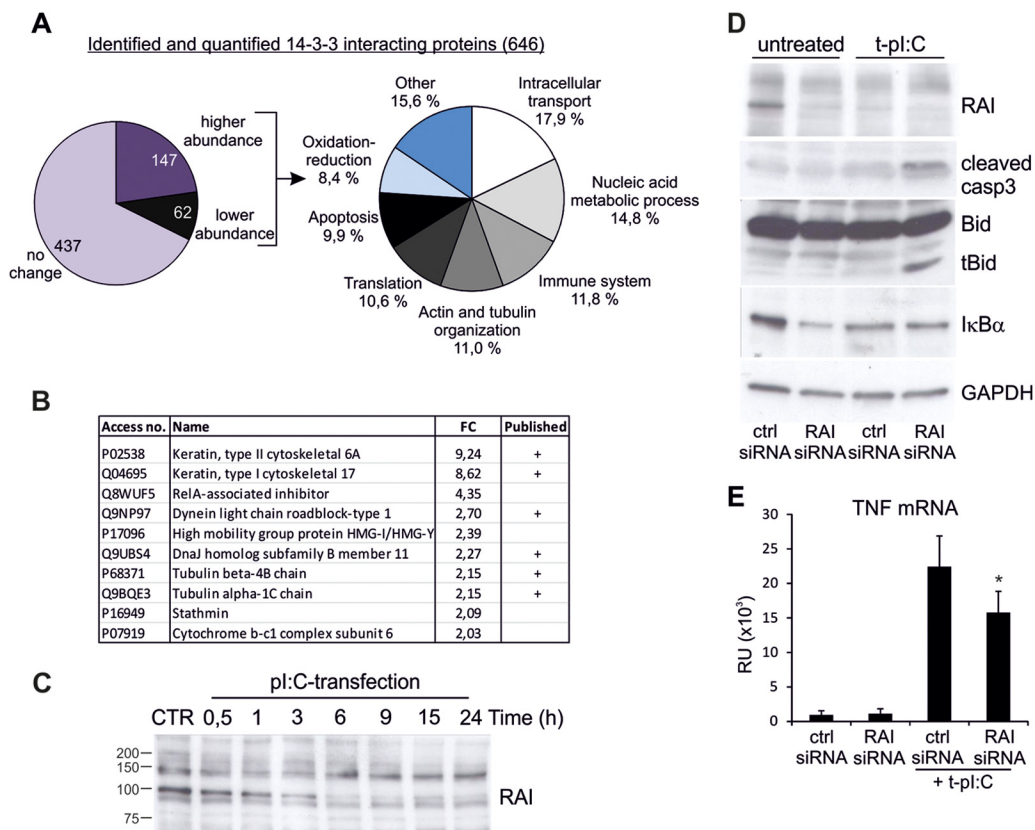 A
Identified and quantified 14-3-3 interacting proteins (646)
higher
abundance
147
62
lower
abundance
437
no
change
Other
15,6 %
Intracellular
transport
17,9 %
Oxidation-
reduction
8,4 %
Nucleic acid
metabolic process
14,8 %
Apoptosis
9,9 %
Immune system
11,8 %
Translation
10,6 %
Actin and tubulin
organization
11,0 %
B
Access no. Name FC Published
P02538 Keratin, type II cytoskeletal 6A 9,24 +
Q04695 Keratin, type I cytoskeletal 17 8,62 +
Q8WUF5 RelA-associated inhibitor 4,35
Q9NP97 Dynein light chain roadblock-type 1 2,70 +
P17096 High mobility group protein HMG-I/HMG-Y 2,39
Q9UBS4 DnaJ homolog subfamily B member 11 2,27 +
P68371 Tubulin beta-4B chain 2,15 +
Q9BQE3 Tubulin alpha-1C chain 2,15 +
P16949 Stathmin 2,09
P07919 Cytochrome b-c1 complex subunit 6 2,03
C
pI:C-transfection
CTR 0,5 1 3 6 9 15 24 Time (h)
200
150
100
75
RAI
D
untreated t-pI:C
RAI
cleaved
casp3
Bid
tBid
IκBα
GAPDH
ctrl RAI ctrl RAI
siRNA siRNA siRNA siRNA
E
TNF mRNA
RU (x10³)
30
25
20
15
10
5
0
*
ctrl RAI ctrl RAI
siRNA siRNA siRNA siRNA
+ t-pI:C